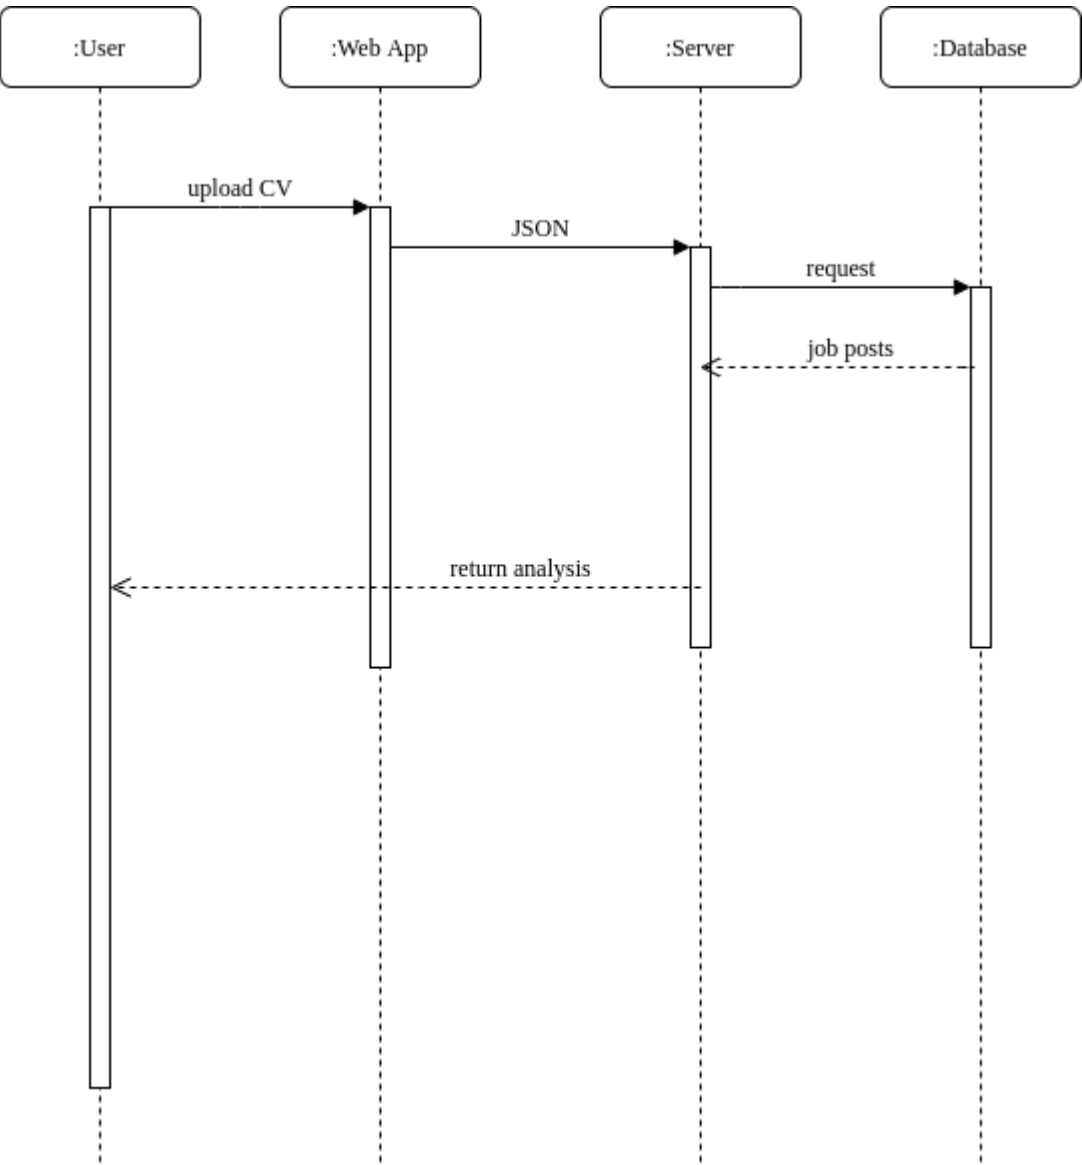 :User
:Web App
:Server
:Database
upload CV
JSON
request
job posts
return analysis